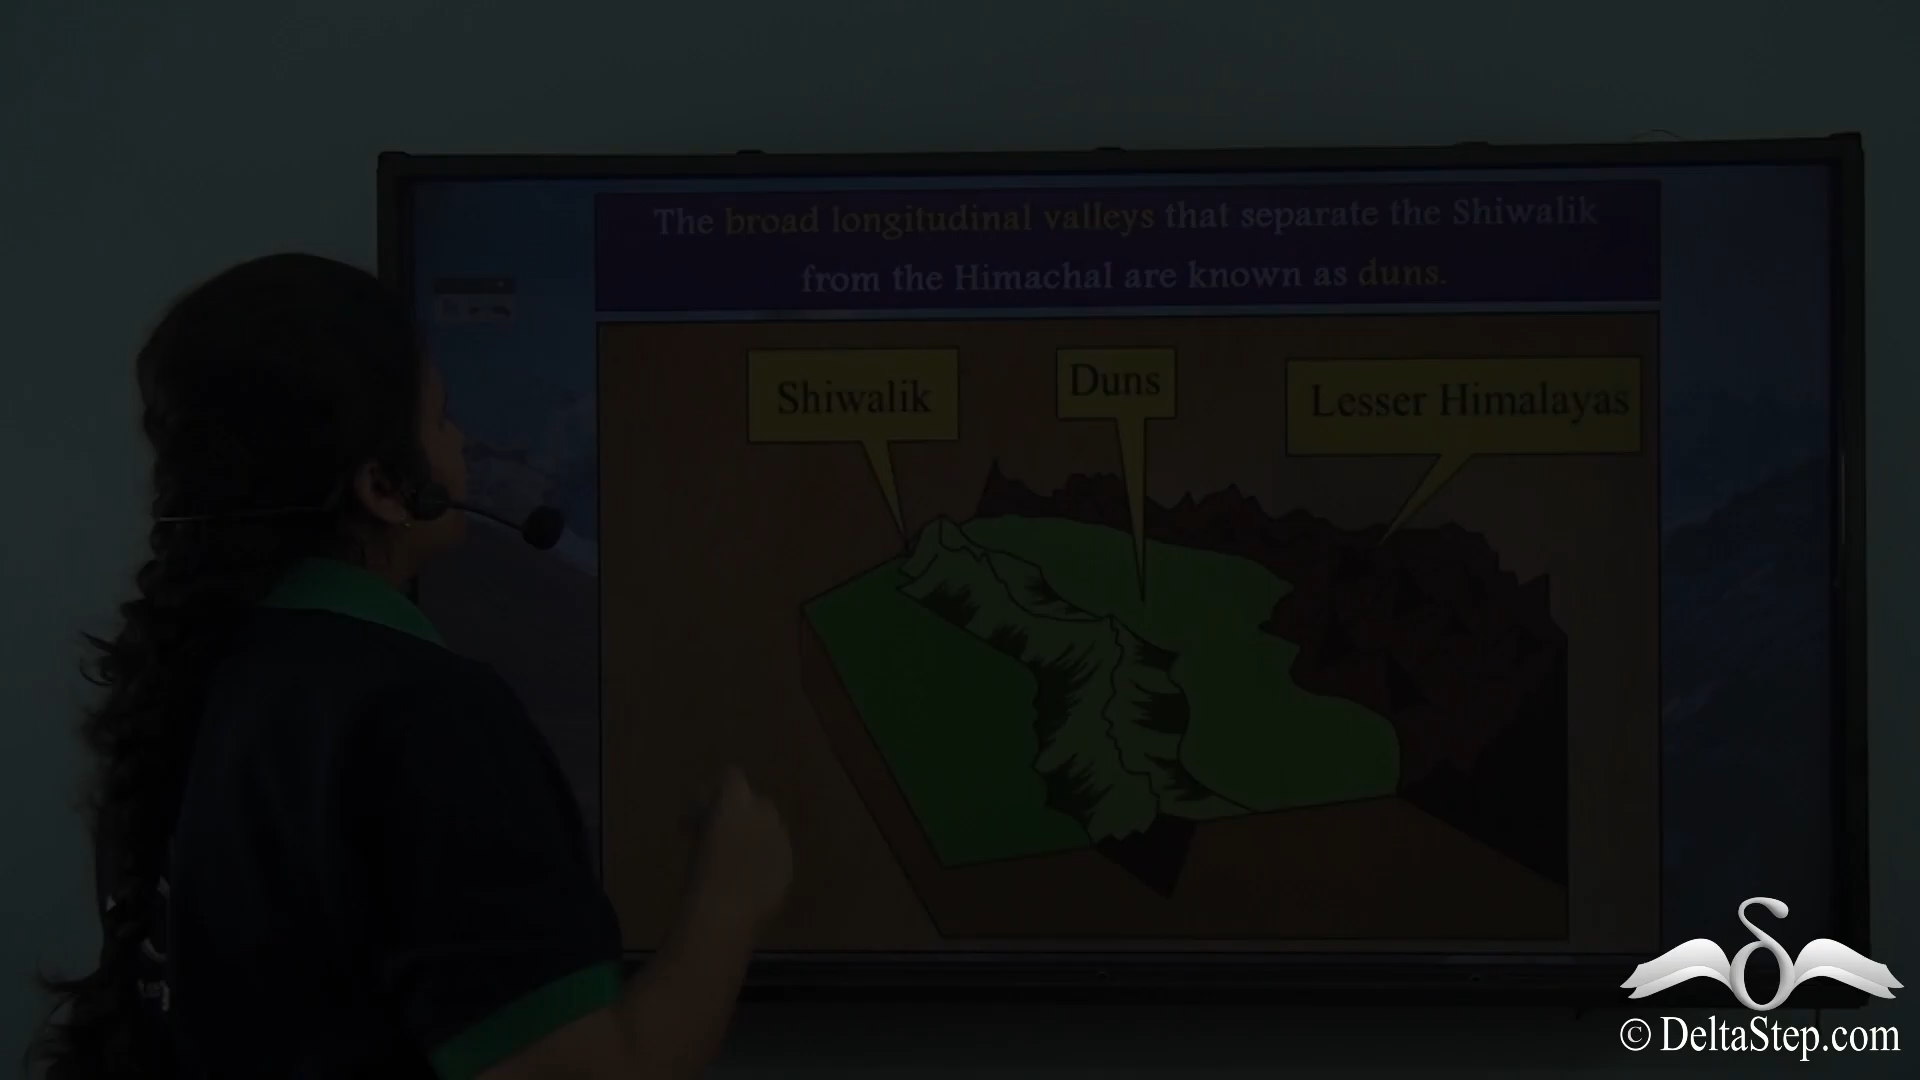 The broad longitudinal valleys that separate the Shiwalik
from the Himachal are known as duns.
Shiwalik
Duns
Lesser Himalayas
© DeltaStep.com